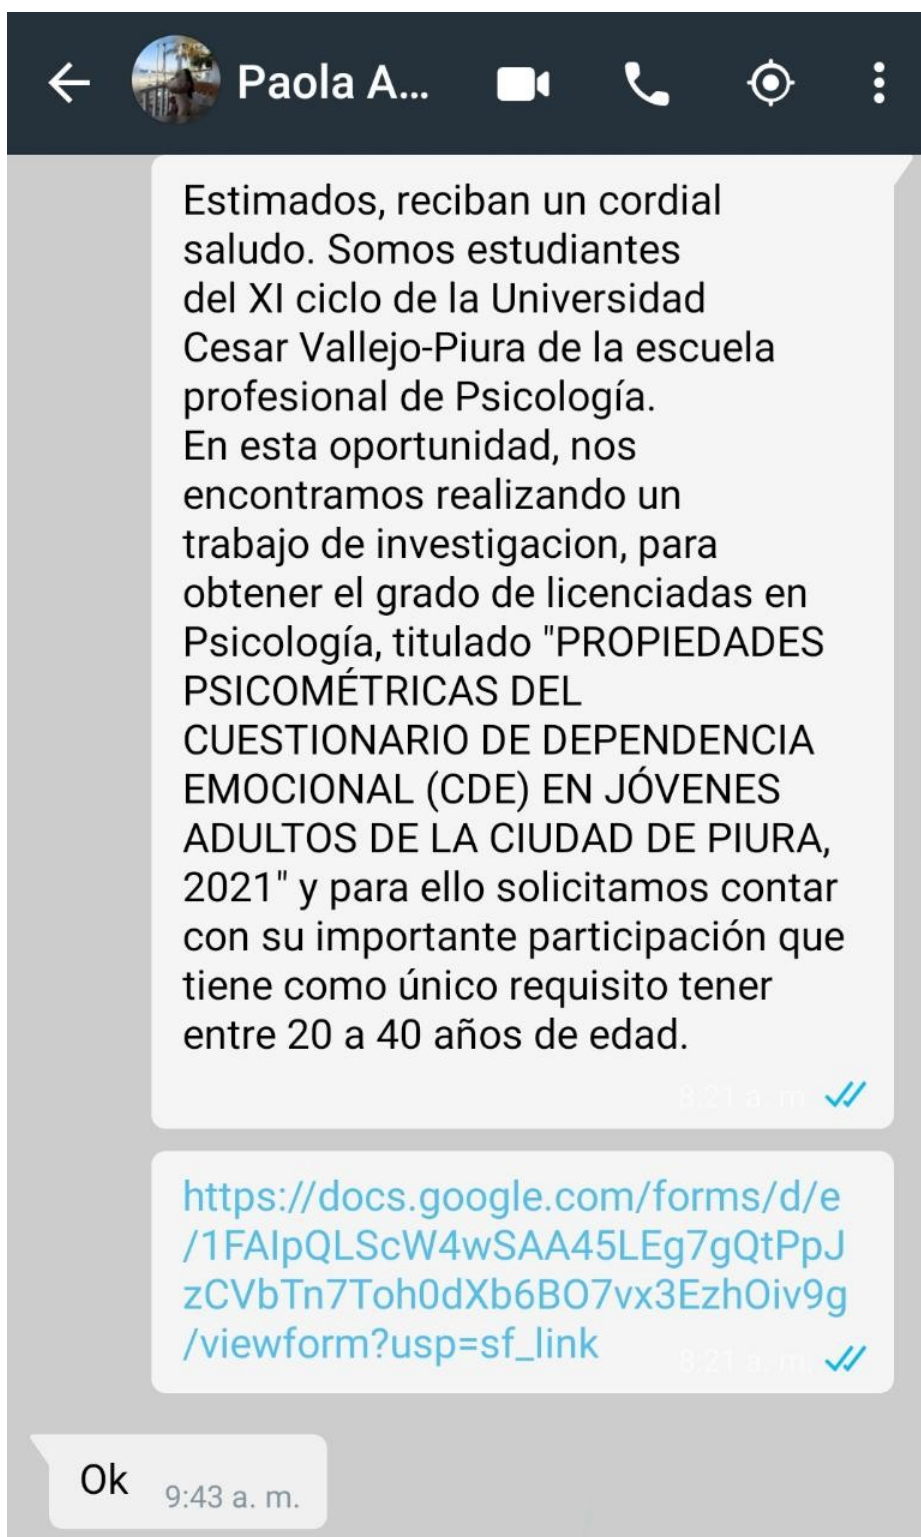 Paola A...
Estimados, reciban un cordial
saludo. Somos estudiantes
del XI ciclo de la Universidad
Cesar Vallejo-Piura de la escuela
profesional de Psicología.
En esta oportunidad, nos
encontramos realizando un
trabajo de investigacion, para
obtener el grado de licenciadas en
Psicología, titulado "PROPIEDADES
PSICOMÉTRICAS DEL
CUESTIONARIO DE DEPENDENCIA
EMOCIONAL (CDE) EN JÓVENES
ADULTOS DE LA CIUDAD DE PIURA,
2021" y para ello solicitamos contar
con su importante participación que
tiene como único requisito tener
entre 20 a 40 años de edad.
8:21 a. m.
https://docs.google.com/forms/d/e
/1FAIpQLScW4wSAA45LEg7gQtPpJ
zCVbTn7Toh0dXb6BO7vx3EzhOiv9g
/viewform?usp=sf_link
8:21 a. m.
Ok
9:43 a. m.